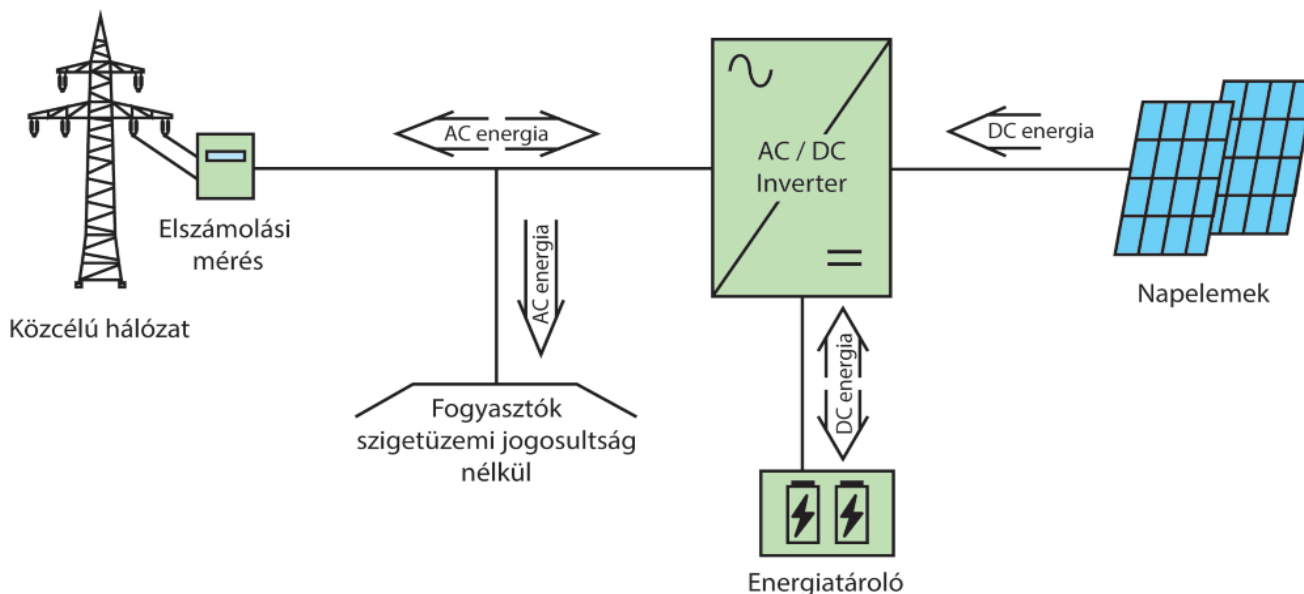 AC energia
DC energia
AC / DC
Inverter
Elszámolási
mérés
AC energia
Napelemek
Közcélú hálózat
DC energia
Fogyasztók
szigetüzemi jogosultság
nélkül
Energiatároló